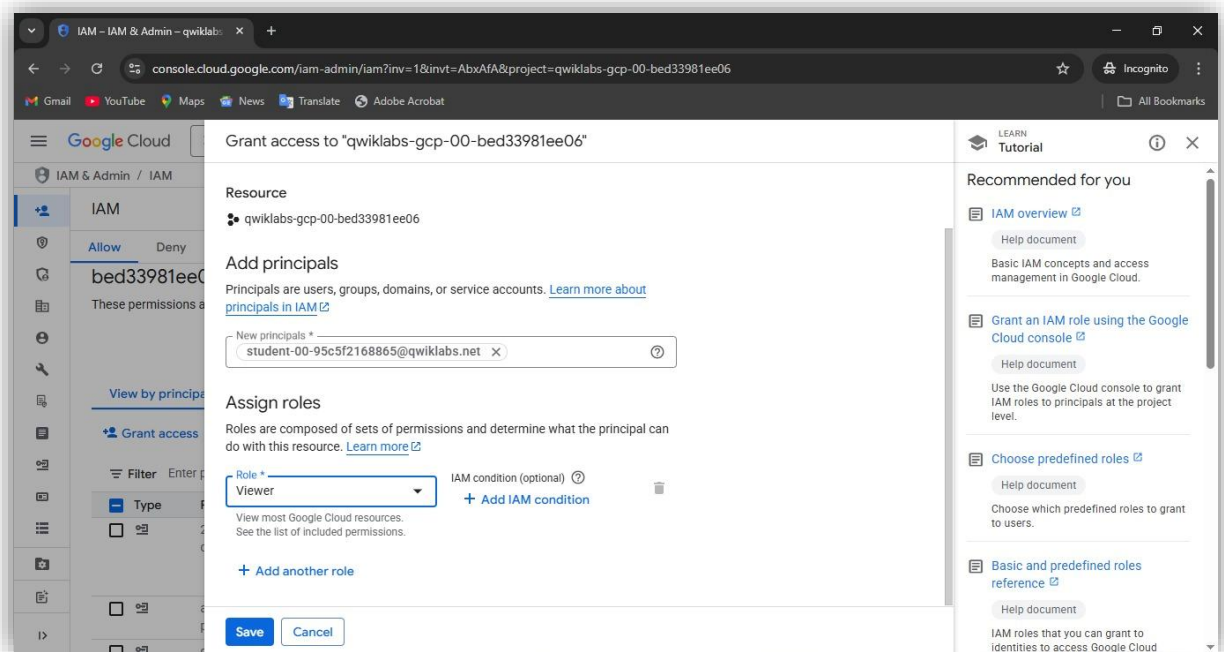 IAM – IAM & Admin – qwiklabs
console.cloud.google.com/iam-admin/iam?inv=1&invt=AbxAfA&project=qwiklabs-gcp-00-bed33981ee06
Incognito
Gmail YouTube Maps News Translate Adobe Acrobat All Bookmarks
Google Cloud
IAM & Admin / IAM
IAM
Allow Deny
bed33981ee0
These permissions a
View by principa
Grant access
Filter Enter p
Type
Grant access to "qwiklabs-gcp-00-bed33981ee06"
Resource
qwiklabs-gcp-00-bed33981ee06
Add principals
Principals are users, groups, domains, or service accounts. Learn more about
principals in IAM
New principals *
student-00-95c5f2168865@qwiklabs.net
Assign roles
Roles are composed of sets of permissions and determine what the principal can
do with this resource. Learn more
Role *
Viewer
IAM condition (optional)
+ Add IAM condition
View most Google Cloud resources.
See the list of included permissions.
+ Add another role
Save Cancel
LEARN
Tutorial
Recommended for you
IAM overview
Help document
Basic IAM concepts and access
management in Google Cloud.
Grant an IAM role using the Google
Cloud console
Help document
Use the Google Cloud console to grant
IAM roles to principals at the project
level.
Choose predefined roles
Help document
Choose which predefined roles to grant
to users.
Basic and predefined roles
reference
Help document
IAM roles that you can grant to
identities to access Google Cloud